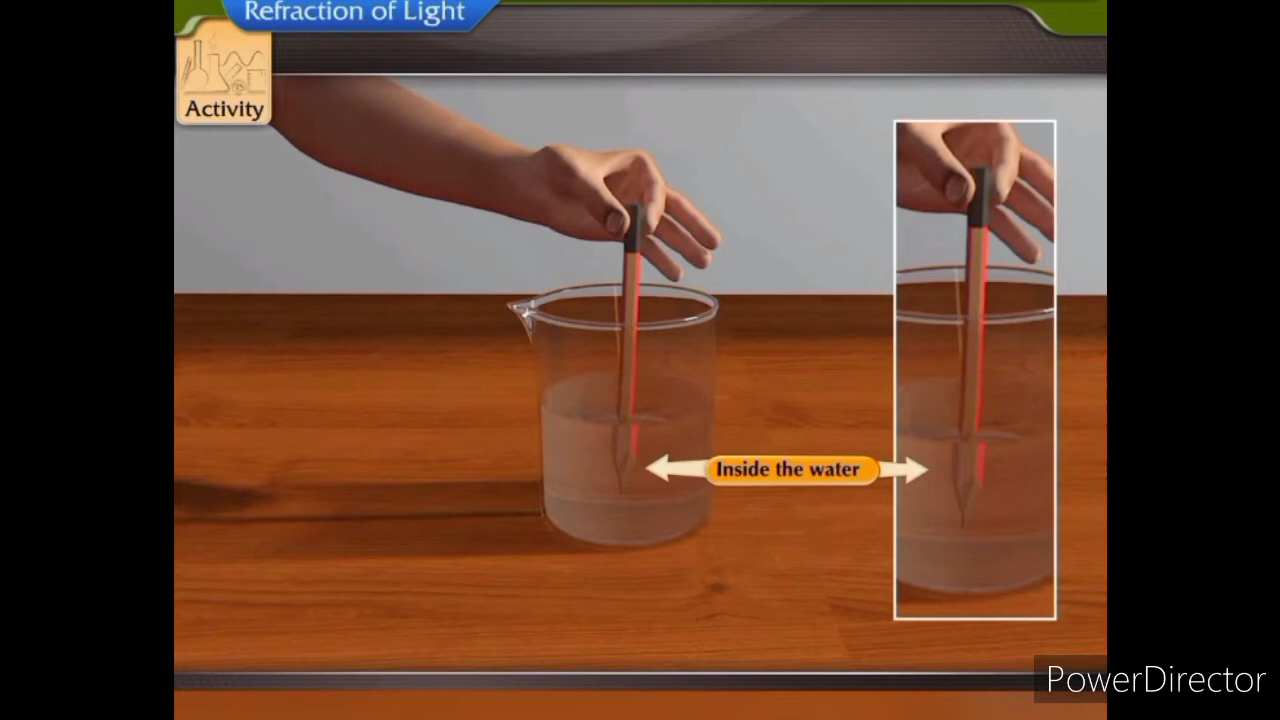 Refraction of Light
Activity
Inside the water
PowerDirector